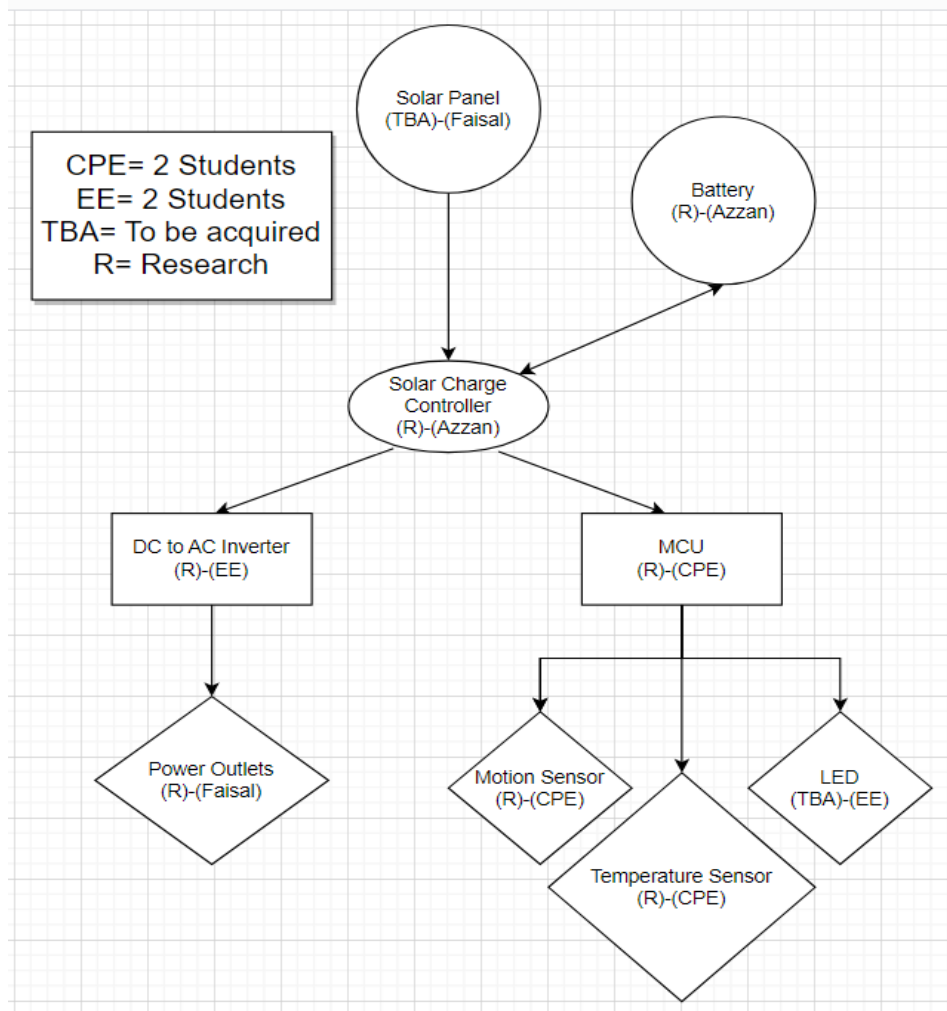 Solar Panel
(TBA)-(Faisal)
CPE= 2 Students
EE= 2 Students
TBA= To be acquired
R= Research
Battery
(R)-(Azzan)
Solar Charge
Controller
(R)-(Azzan)
DC to AC Inverter
(R)-(EE)
MCU
(R)-(CPE)
Power Outlets
(R)-(Faisal)
Motion Sensor
(R)-(CPE)
LED
(TBA)-(EE)
Temperature Sensor
(R)-(CPE)